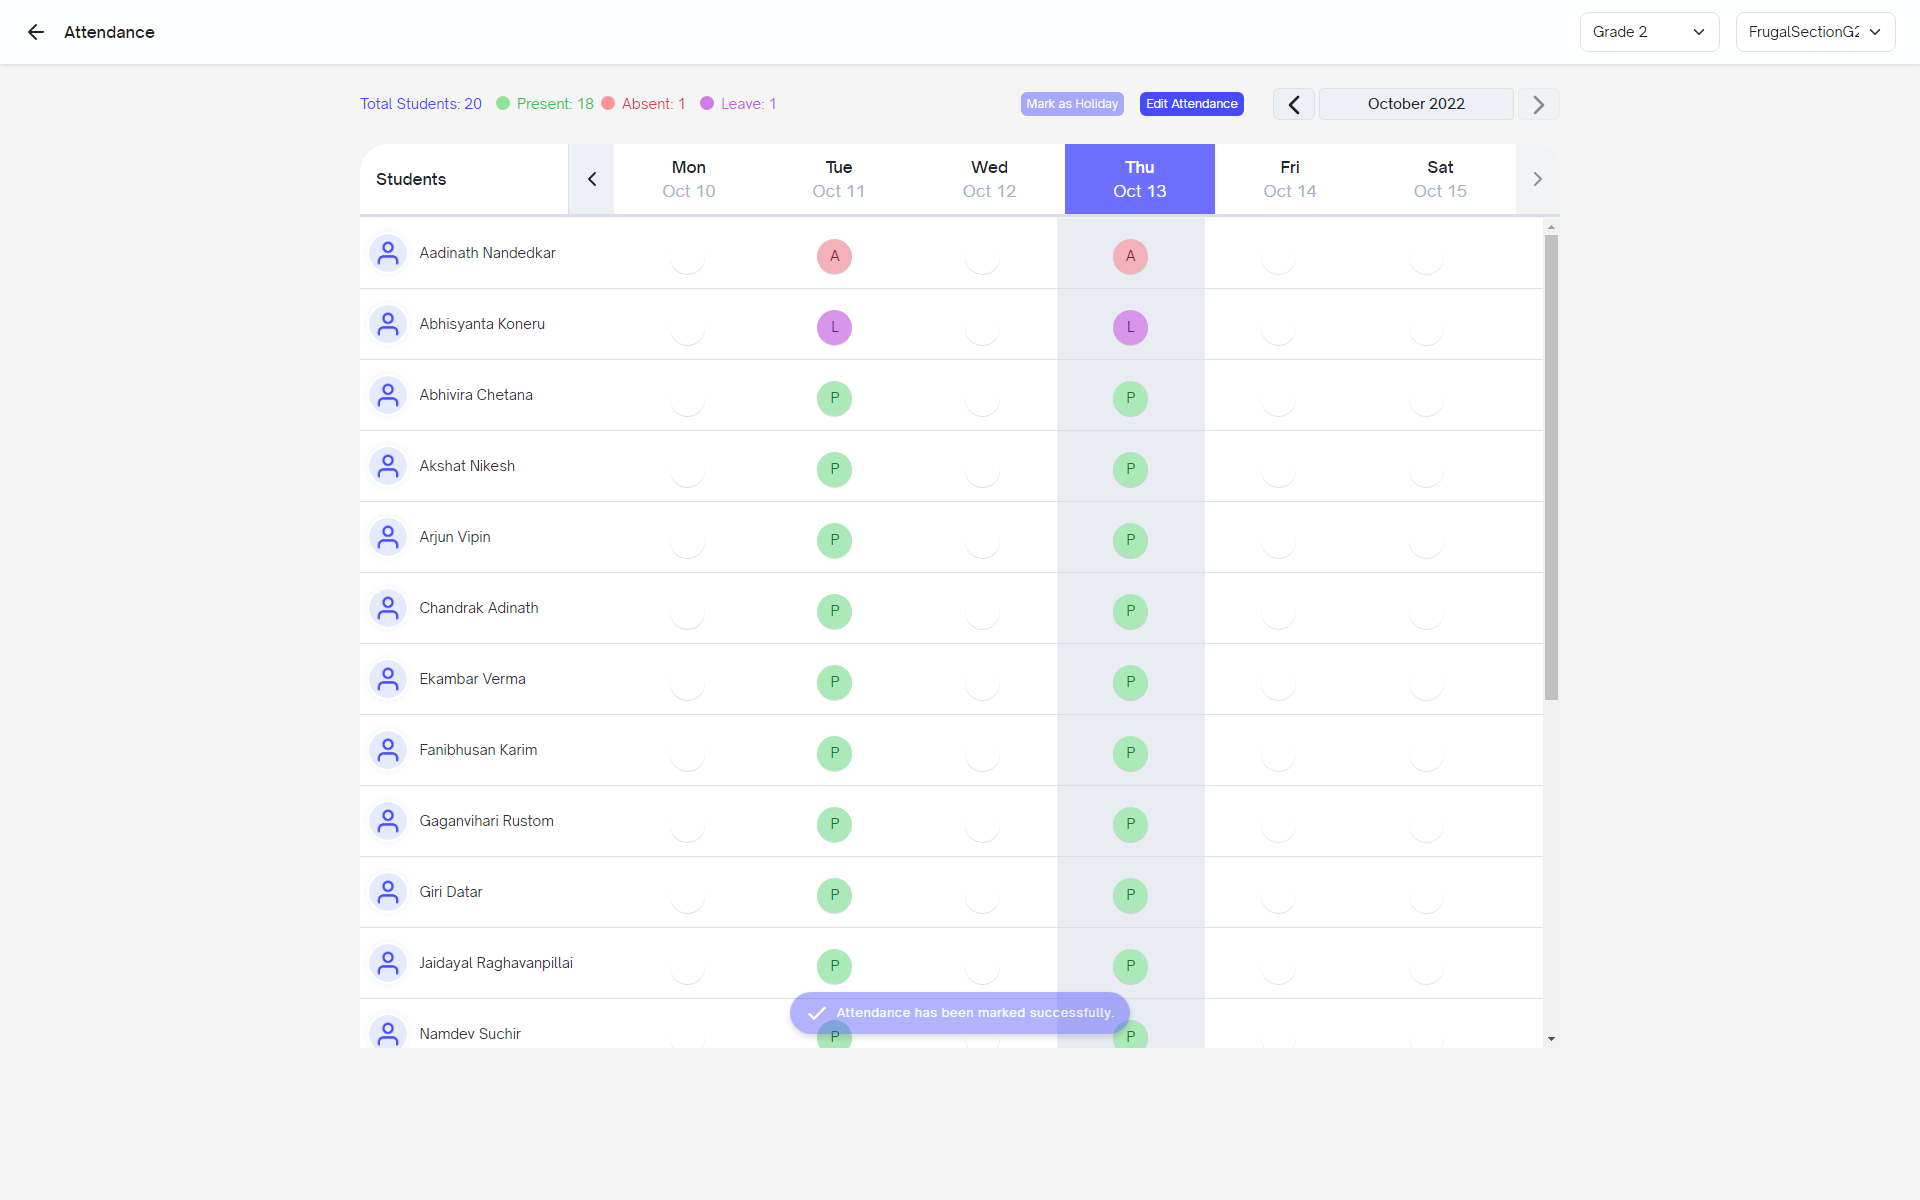 Attendance
Grade 2
FrugalSectionG2
Total Students: 20 Present: 18 Absent: 1 Leave: 1
Mark as Holiday
Edit Attendance
October 2022
Students
Mon Tue Wed Thu Fri Sat
Oct 10 Oct 11 Oct 12 Oct 13 Oct 14 Oct 15
Aadinath Nandedkar A A
Abhisyanta Koneru L L
Abhivira Chetana P P
Akshat Nikesh P P
Arjun Vipin P P
Chandrak Adinath P P
Ekambar Verma P P
Fanibhusan Karim P P
Gaganvihari Rustom P P
Giri Datar P P
Jaidayal Raghavanpillai P P
Attendance has been marked successfully.
Namdev Suchir P P